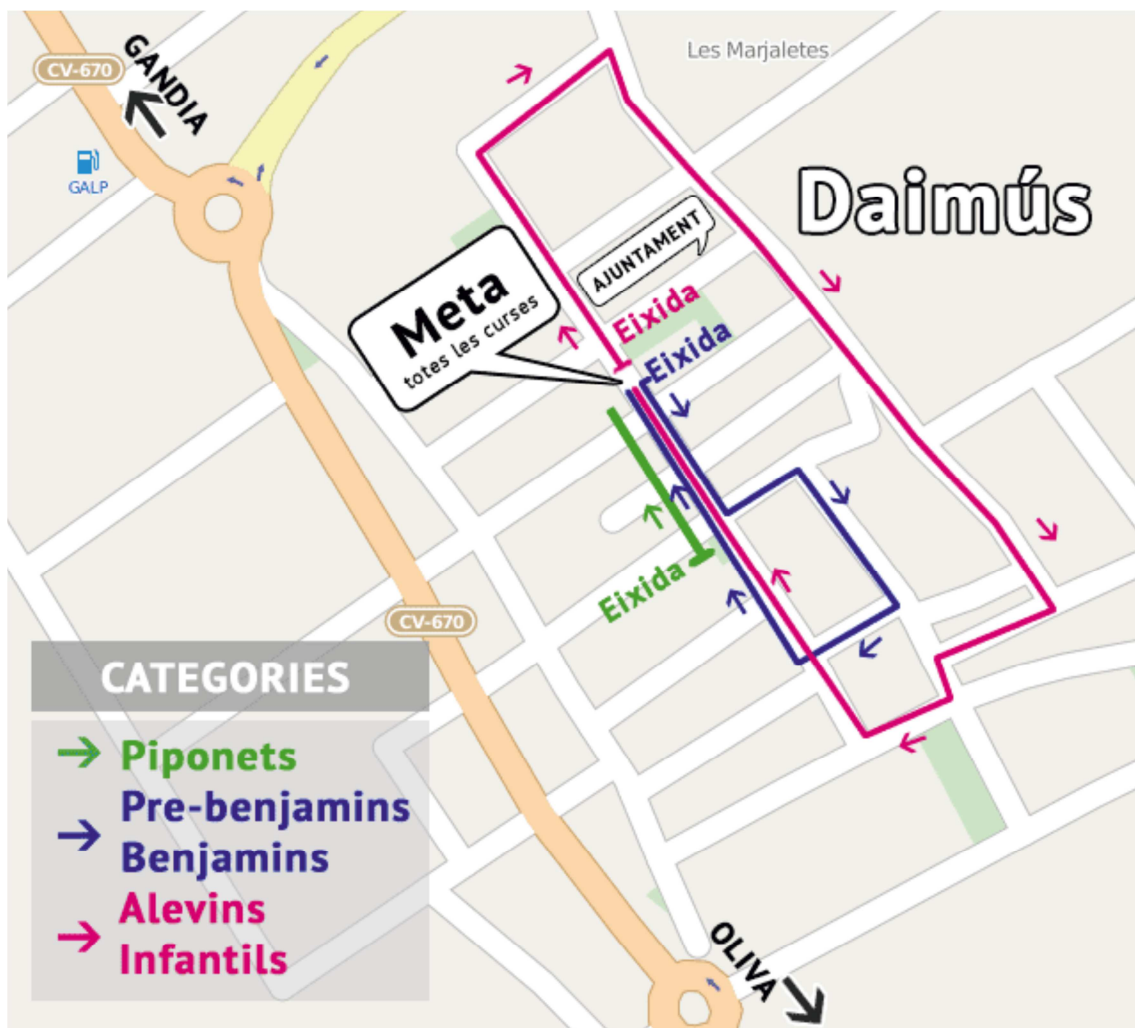 Les Marjaletes
GANDIA
CV-670
GALP
Daimús
AJUNTAMENT
Meta
totes les curses
Eixida
Eixida
Eixida
CV-670
CATEGORIES
Piponets
Pre-benjamins
Benjamins
Alevins
Infantils
OLIVA